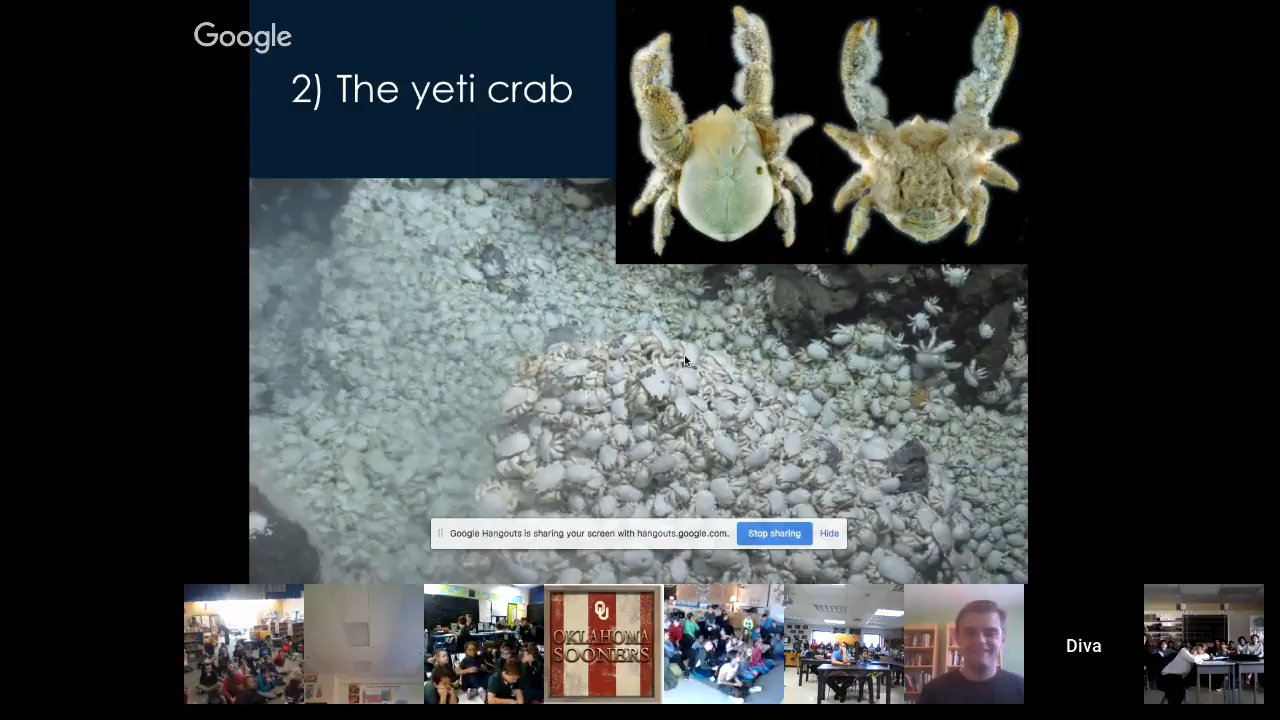 Google
2) The yeti crab
Google Hangouts is sharing your screen with hangouts.google.com.
Stop sharing
Hide
OU
OKLAHOMA
SOONERS
Diva